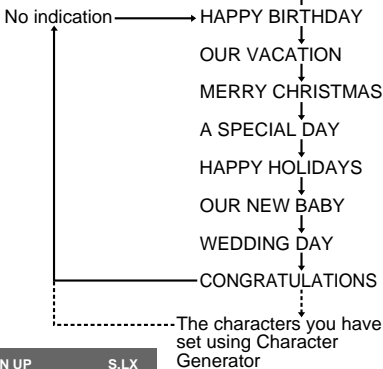 No indication HAPPY BIRTHDAY
OUR VACATION
MERRY CHRISTMAS
A SPECIAL DAY
HAPPY HOLIDAYS
OUR NEW BABY
WEDDING DAY
CONGRATULATIONS
The characters you have
set using Character
Generator
N UP S.LX